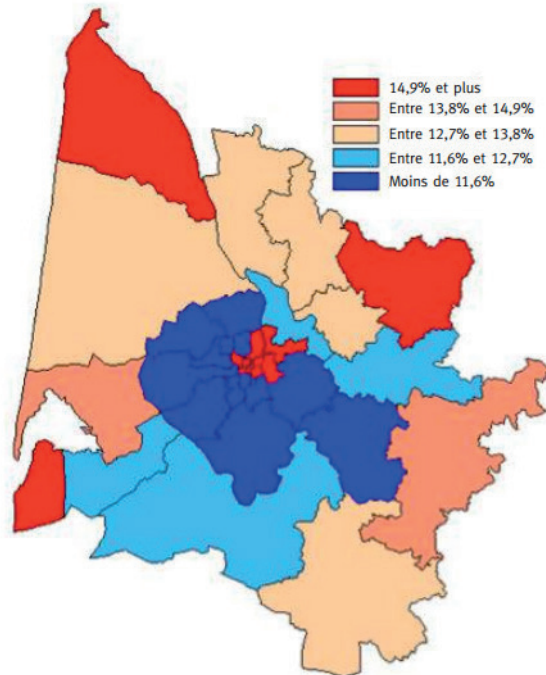 14,9% et plus
Entre 13,8% et 14,9%
Entre 12,7% et 13,8%
Entre 11,6% et 12,7%
Moins de 11,6%